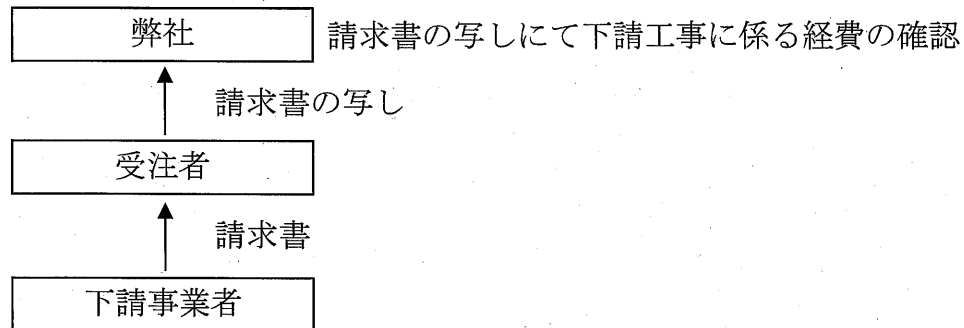 弊社
請求書の写しにて下請工事に係る経費の確認
請求書の写し
受注者
請求書
下請事業者